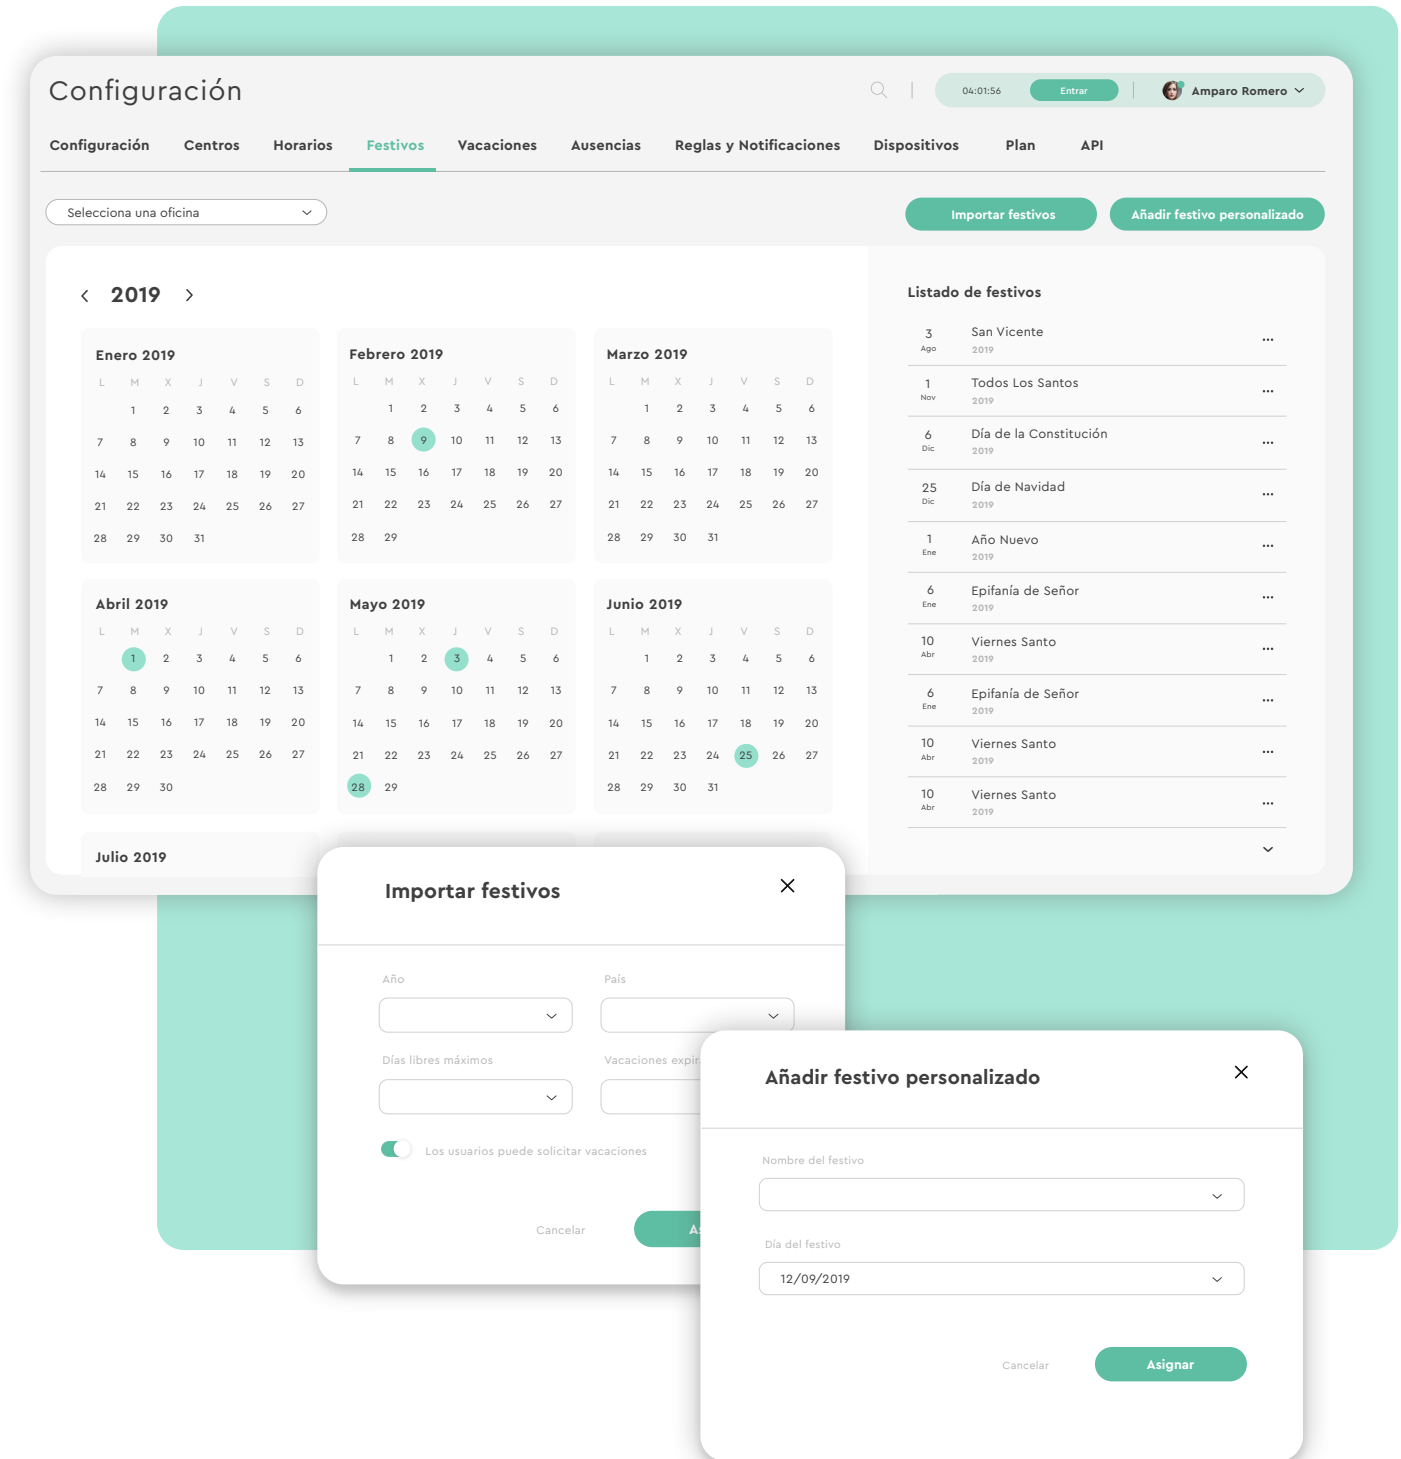 Configuración
04:01:56 Entrar Amparo Romero
Configuración Centros Horarios Festivos Vacaciones Ausencias Reglas y Notificaciones Dispositivos Plan API
Selecciona una oficina
Importar festivos Añadir festivo personalizado
2019
Enero 2019
L M X J V S D
1 2 3 4 5 6
7 8 9 10 11 12 13
14 15 16 17 18 19 20
21 22 23 24 25 26 27
28 29 30 31
Febrero 2019
L M X J V S D
1 2 3 4 5 6
7 8 9 10 11 12 13
14 15 16 17 18 19 20
21 22 23 24 25 26 27
28 29
Marzo 2019
L M X J V S D
1 2 3 4 5 6
7 8 9 10 11 12 13
14 15 16 17 18 19 20
21 22 23 24 25 26 27
28 29 30 31
Abril 2019
L M X J V S D
1 2 3 4 5 6
7 8 9 10 11 12 13
14 15 16 17 18 19 20
21 22 23 24 25 26 27
28 29 30
Mayo 2019
L M X J V S D
1 2 3 4 5 6
7 8 9 10 11 12 13
14 15 16 17 18 19 20
21 22 23 24 25 26 27
28 29
Junio 2019
L M X J V S D
1 2 3 4 5 6
7 8 9 10 11 12 13
14 15 16 17 18 19 20
21 22 23 24 25 26 27
28 29 30 31
Julio 2019
Listado de festivos
3 San Vicente
Ago 2019
1 Todos Los Santos
Nov 2019
6 Día de la Constitución
Dic 2019
25 Día de Navidad
Dic 2019
1 Año Nuevo
Ene 2019
6 Epifanía de Señor
Ene 2019
10 Viernes Santo
Abr 2019
6 Epifanía de Señor
Ene 2019
10 Viernes Santo
Abr 2019
10 Viernes Santo
Abr 2019
Importar festivos
Año País
Días libres máximos Vacaciones
Los usuarios puede solicitar vacaciones
Cancelar
Añadir festivo personalizado
Nombre del festivo
Día del festivo
12/09/2019
Cancelar Asignar